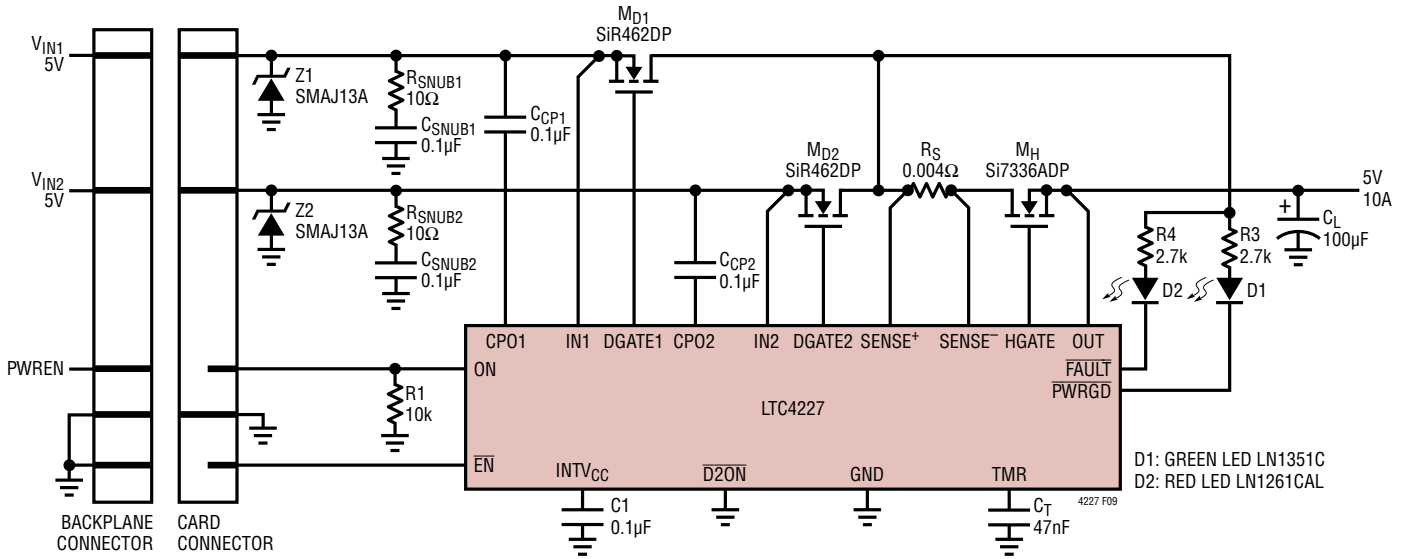 MD1
SiR462DP
VIN1
5V
Z1
SMAJ13A
RSNUB1
10Ω
CSNUB1
0.1µF
CCP1
0.1µF
VIN2
5V
Z2
SMAJ13A
RSNUB2
10Ω
CSNUB2
0.1µF
CCP2
0.1µF
MD2
SiR462DP
RS
0.004Ω
MH
Si7336ADP
5V
10A
+
CL
100µF
R4
2.7k
R3
2.7k
D2
D1
CPO1 IN1 DGATE1 CPO2 IN2 DGATE2 SENSE+ SENSE− HGATE OUT
PWREN
ON
FAULT
PWRGD
R1
10k
LTC4227
EN
INTVCC
D2ON
GND
TMR
4227 F09
D1: GREEN LED LN1351C
D2: RED LED LN1261CAL
C1
0.1µF
CT
47nF
BACKPLANE
CONNECTOR
CARD
CONNECTOR